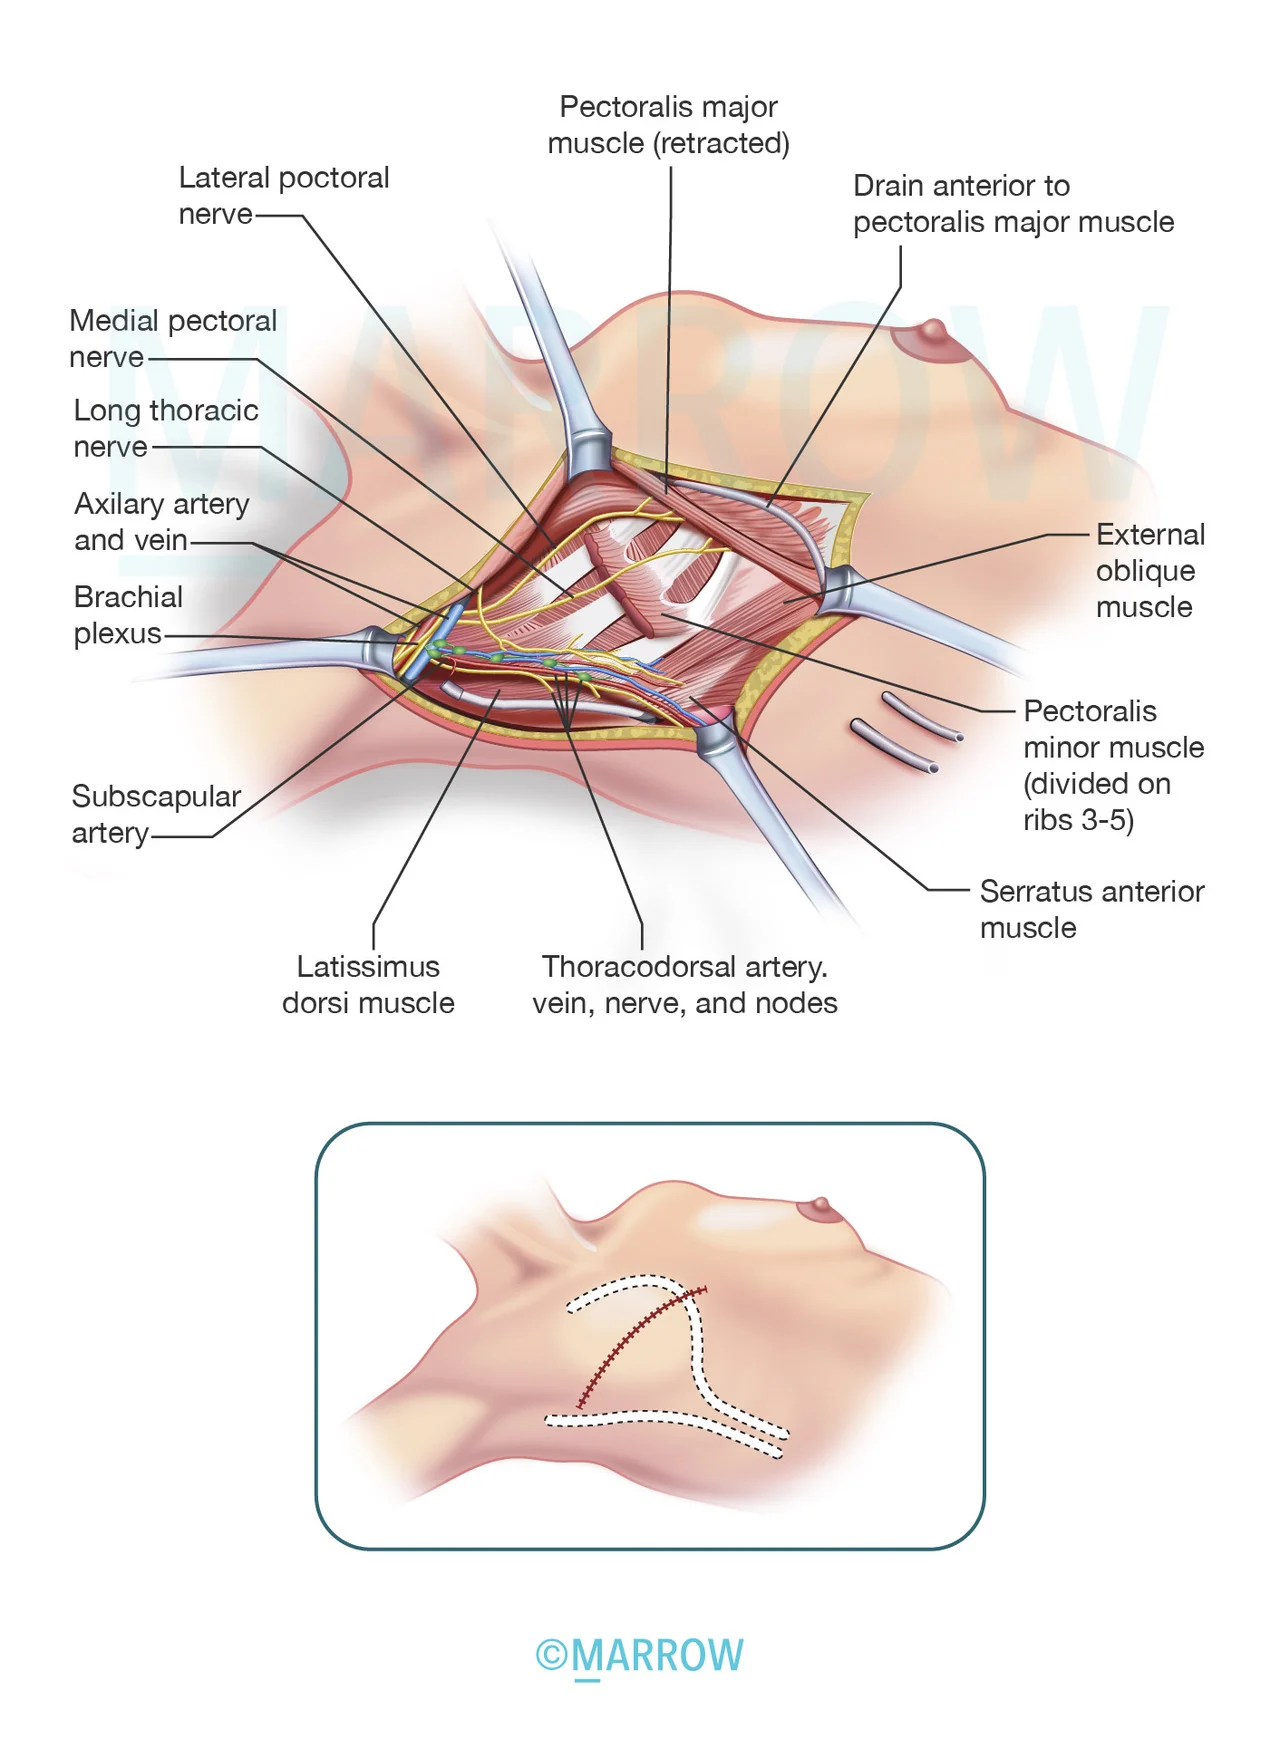 Pectoralis major
muscle (retracted)
Lateral poctoral
nerve
Drain anterior to
pectoralis major muscle
Medial pectoral
nerve
Long thoracic
nerve
Axilary artery
and vein
Brachial
plexus
External
oblique
muscle
Pectoralis
minor muscle
(divided on
ribs 3-5)
Subscapular
artery
Serratus anterior
muscle
Latissimus
dorsi muscle
Thoracodorsal artery.
vein, nerve, and nodes
MARROW
©MARROW